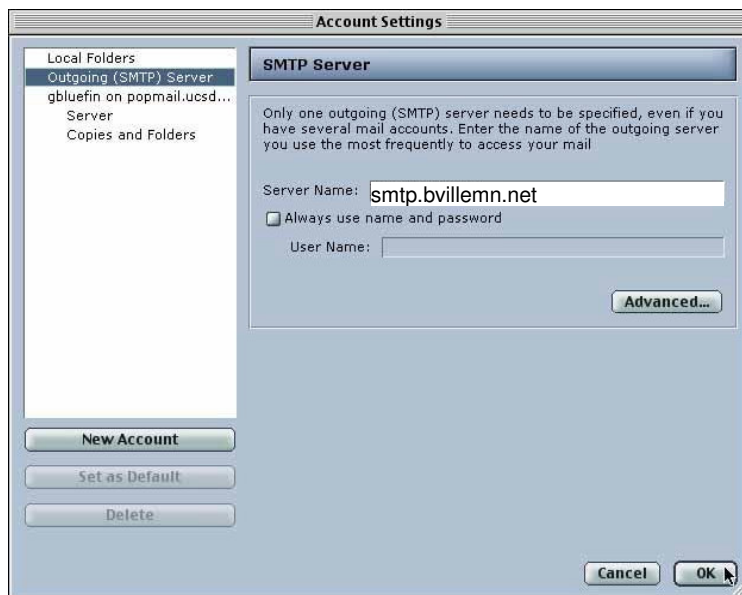 Account Settings
Local Folders
Outgoing (SMTP) Server
gbluefin on popmail.ucsd...
Server
Copies and Folders
New Account
Set as Default
Delete
SMTP Server
Only one outgoing (SMTP) server needs to be specified, even if you
have several mail accounts. Enter the name of the outgoing server
you use the most frequently to access your mail
Server Name: smtp.bvillemn.net
Always use name and password
User Name:
Advanced...
Cancel
OK